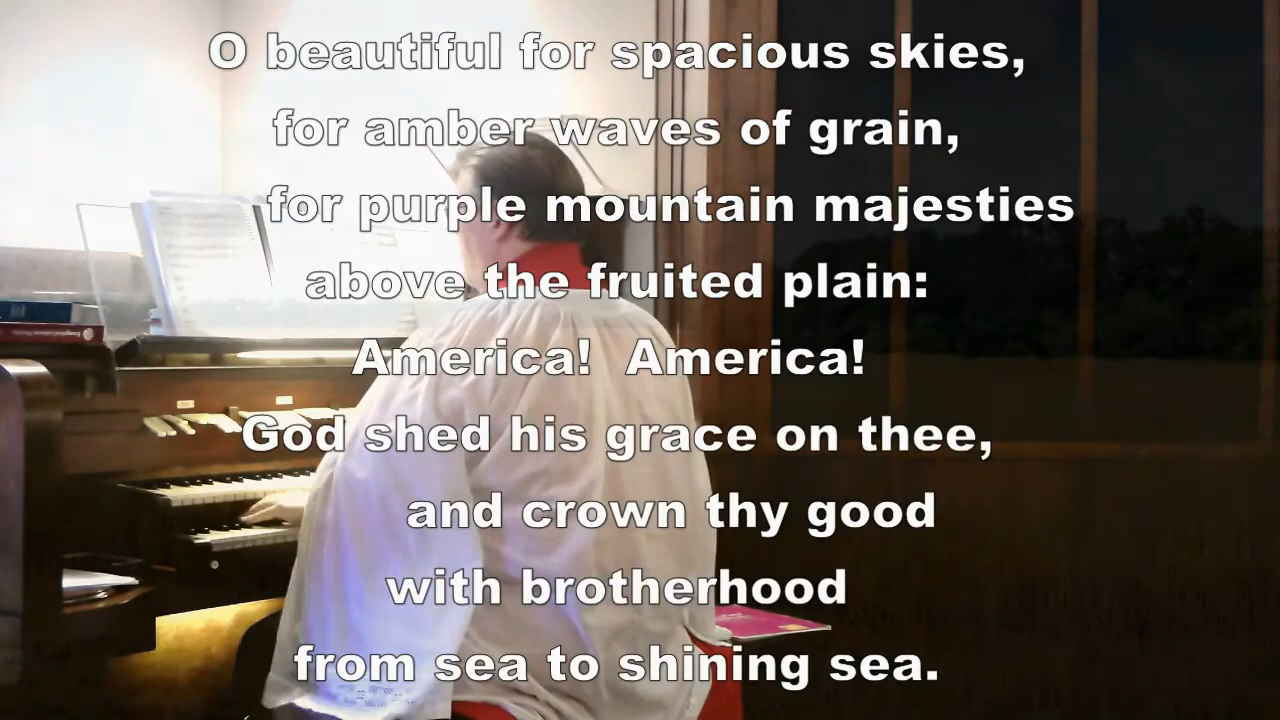 O beautiful for spacious skies,
for amber waves of grain,
for purple mountain majesties
above the fruited plain:
America!  America!
God shed his grace on thee,
and crown thy good
with brotherhood
from sea to shining sea.